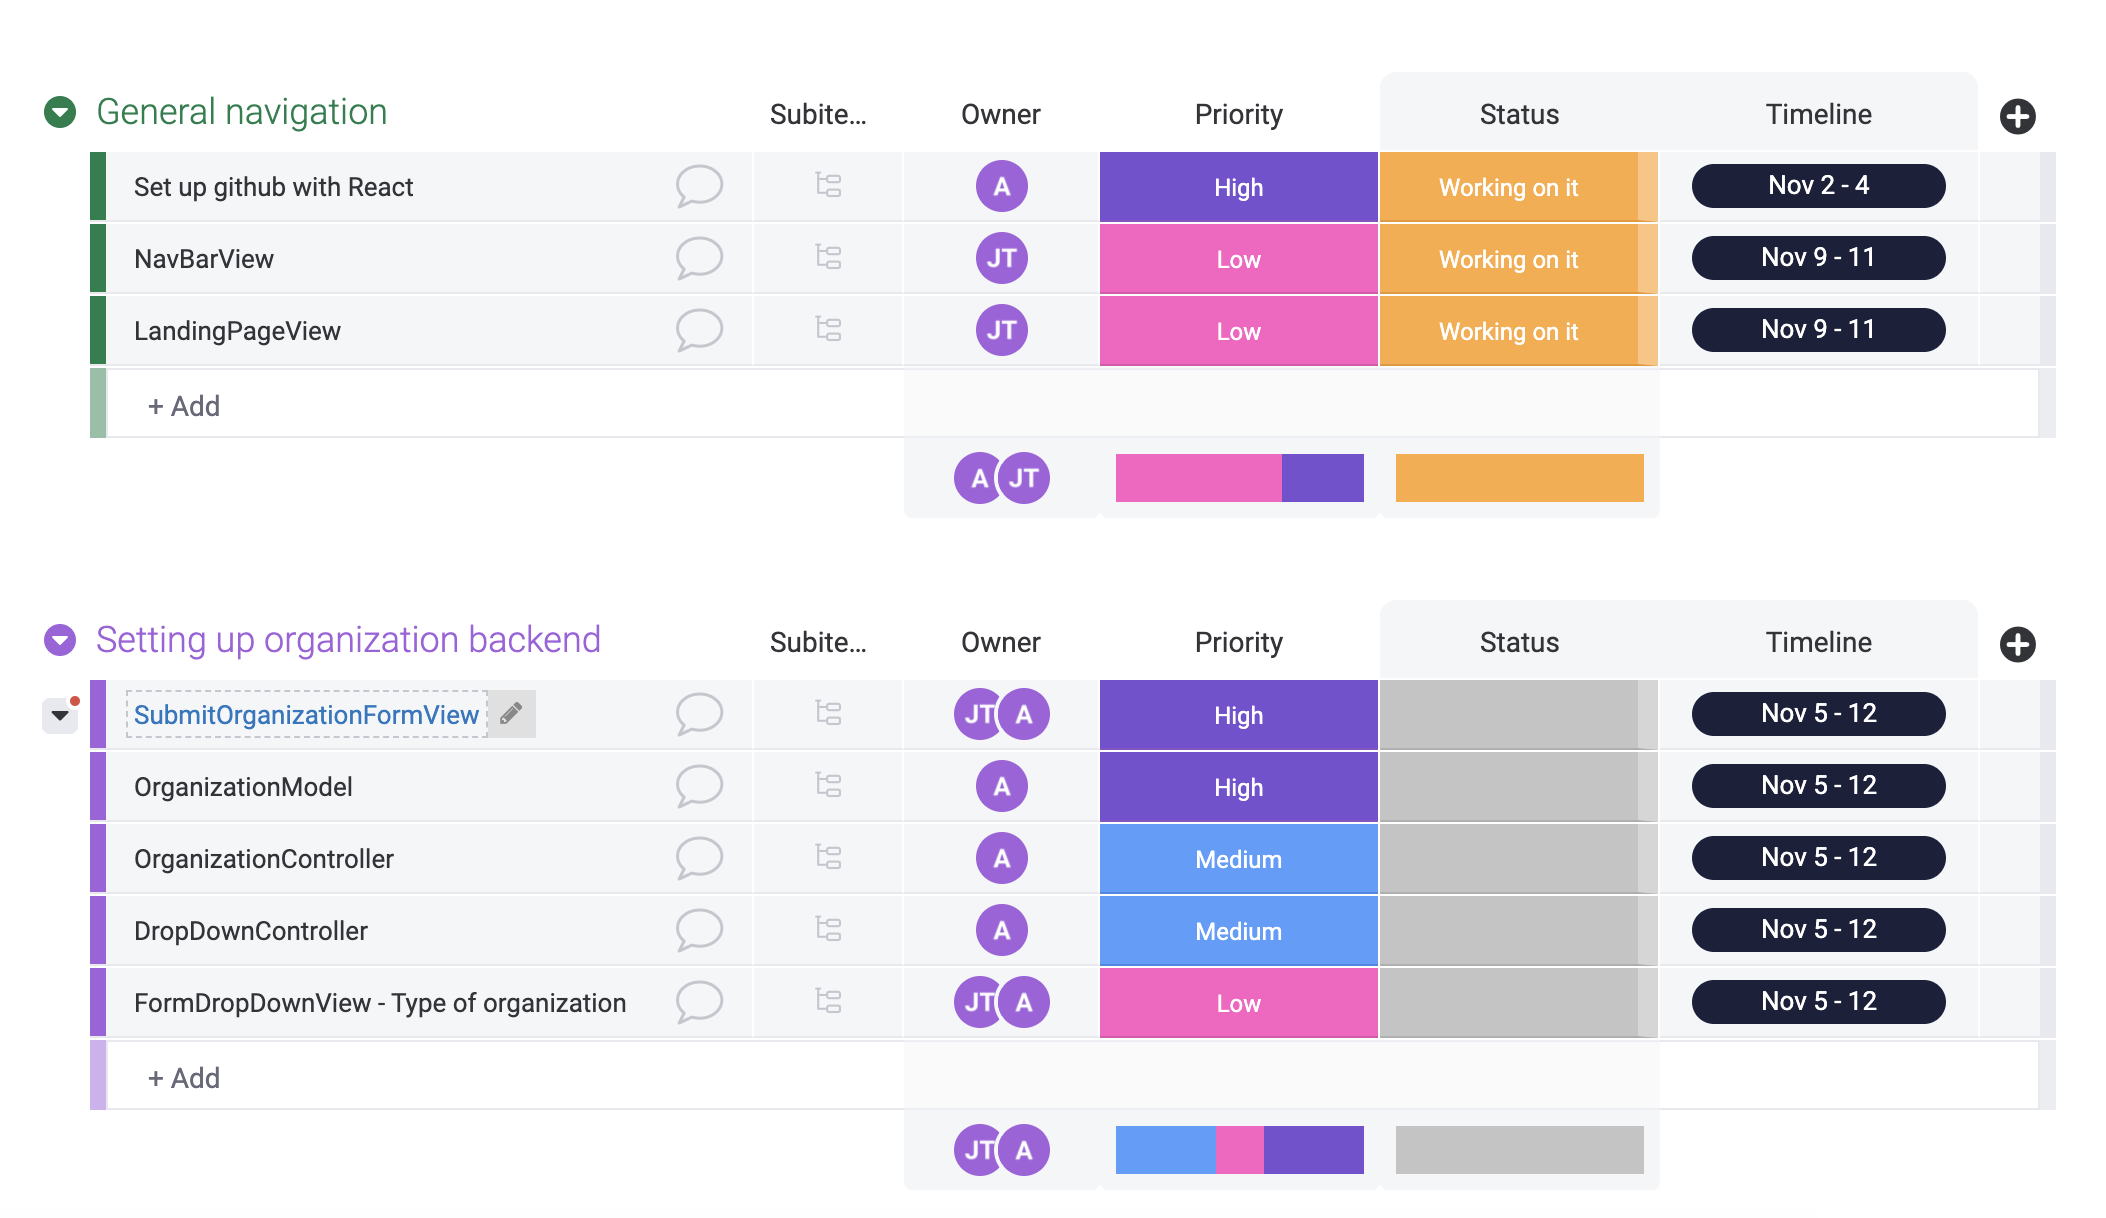 General navigation Subite... Owner Priority Status Timeline
Set up github with React A High Working on it Nov 2 - 4
NavBarView JT Low Working on it Nov 9 - 11
LandingPageView JT Low Working on it Nov 9 - 11
+ Add
A JT
Setting up organization backend Subite... Owner Priority Status Timeline
SubmitOrganizationFormView JT A High Nov 5 - 12
OrganizationModel A High Nov 5 - 12
OrganizationController A Medium Nov 5 - 12
DropDownController A Medium Nov 5 - 12
FormDropDownView - Type of organization JT A Low Nov 5 - 12
+ Add
JT A